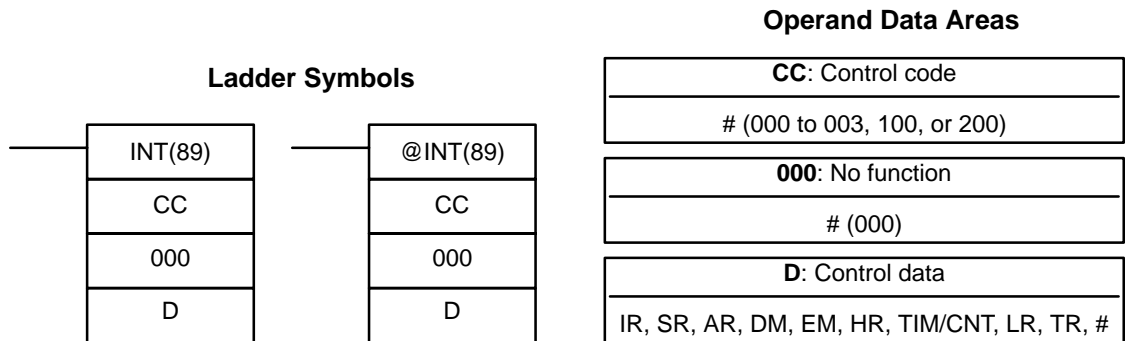 Ladder Symbols
INT(89)
CC
000
D
@INT(89)
CC
000
D
Operand Data Areas
CC: Control code
# (000 to 003, 100, or 200)
000: No function
# (000)
D: Control data
IR, SR, AR, DM, EM, HR, TIM/CNT, LR, TR, #